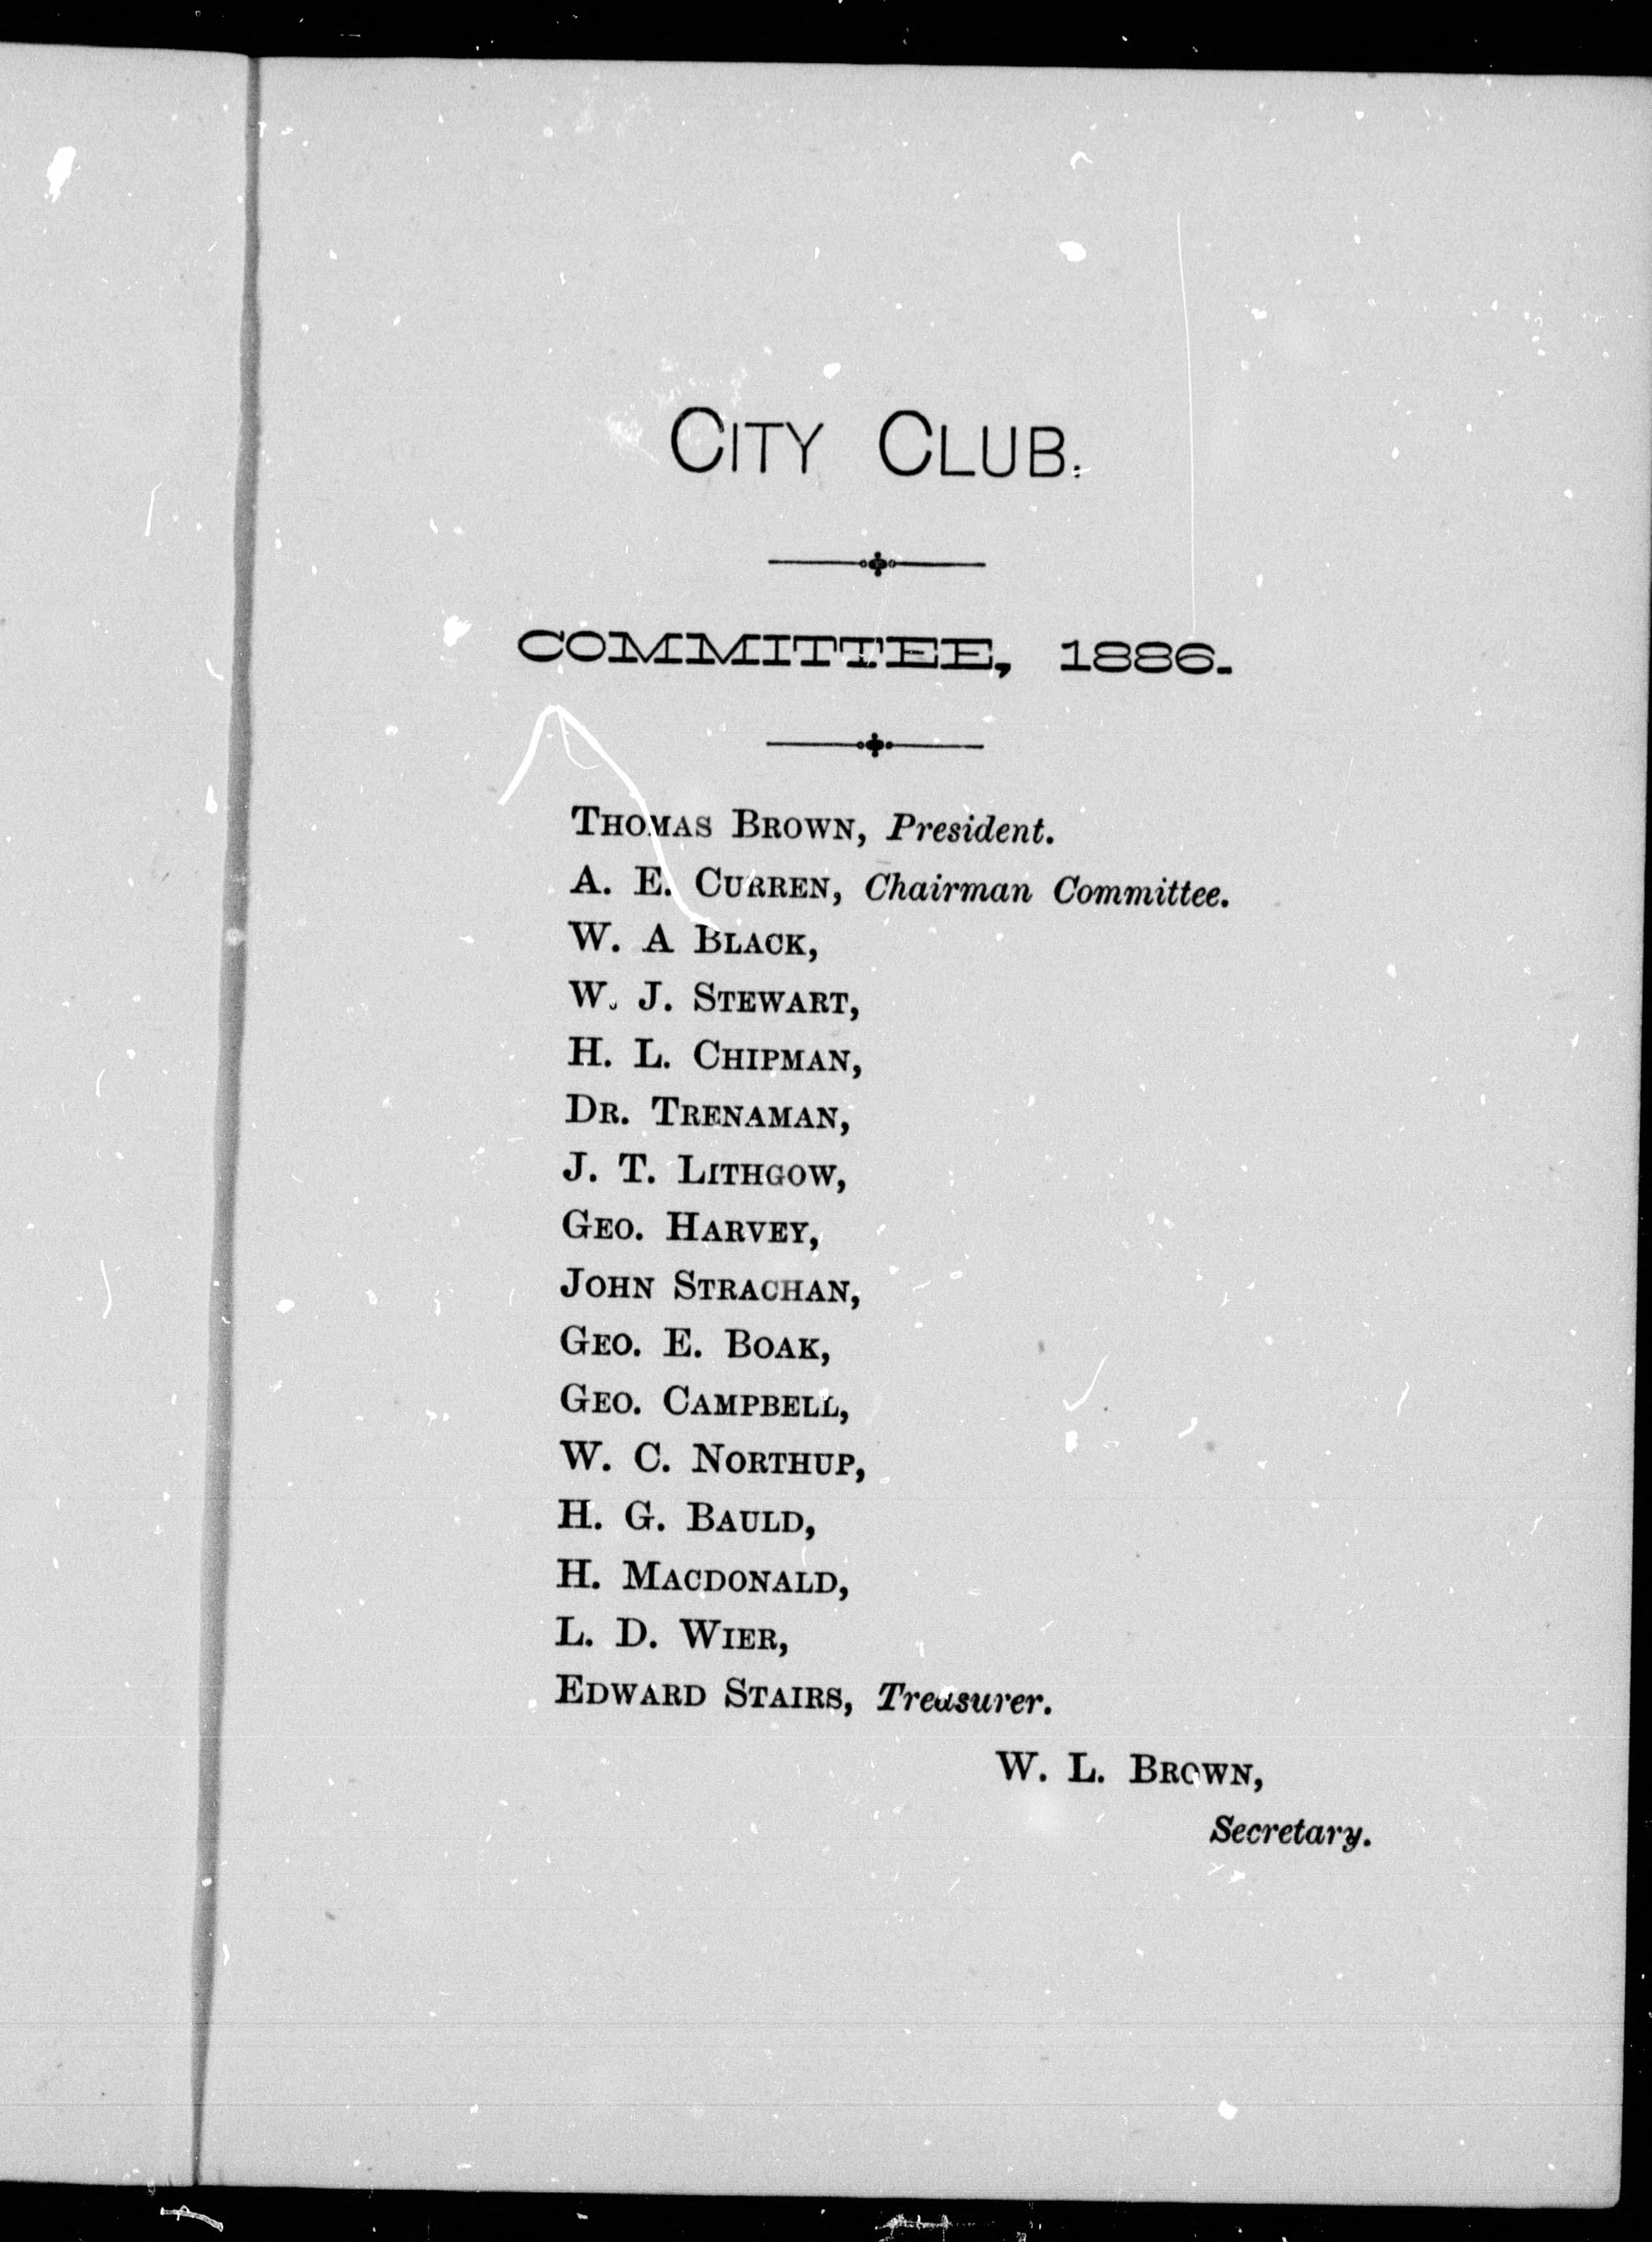 CITY CLUB.
COMMITTEE, 1886.
THOMAS BROWN, President.
A. E. CURREN, Chairman Committee.
W. A BLACK,
W. J. STEWART,
H. L. CHIPMAN,
DR. TRENAMAN,
J. T. LITHGOW,
GEO. HARVEY,
JOHN STRACHAN,
GEO. E. BOAK,
GEO. CAMPBELL,
W. C. NORTHUP,
H. G. BAULD,
H. MACDONALD,
L. D. WIER,
EDWARD STAIRS, Treasurer.
W. L. BROWN,
Secretary.